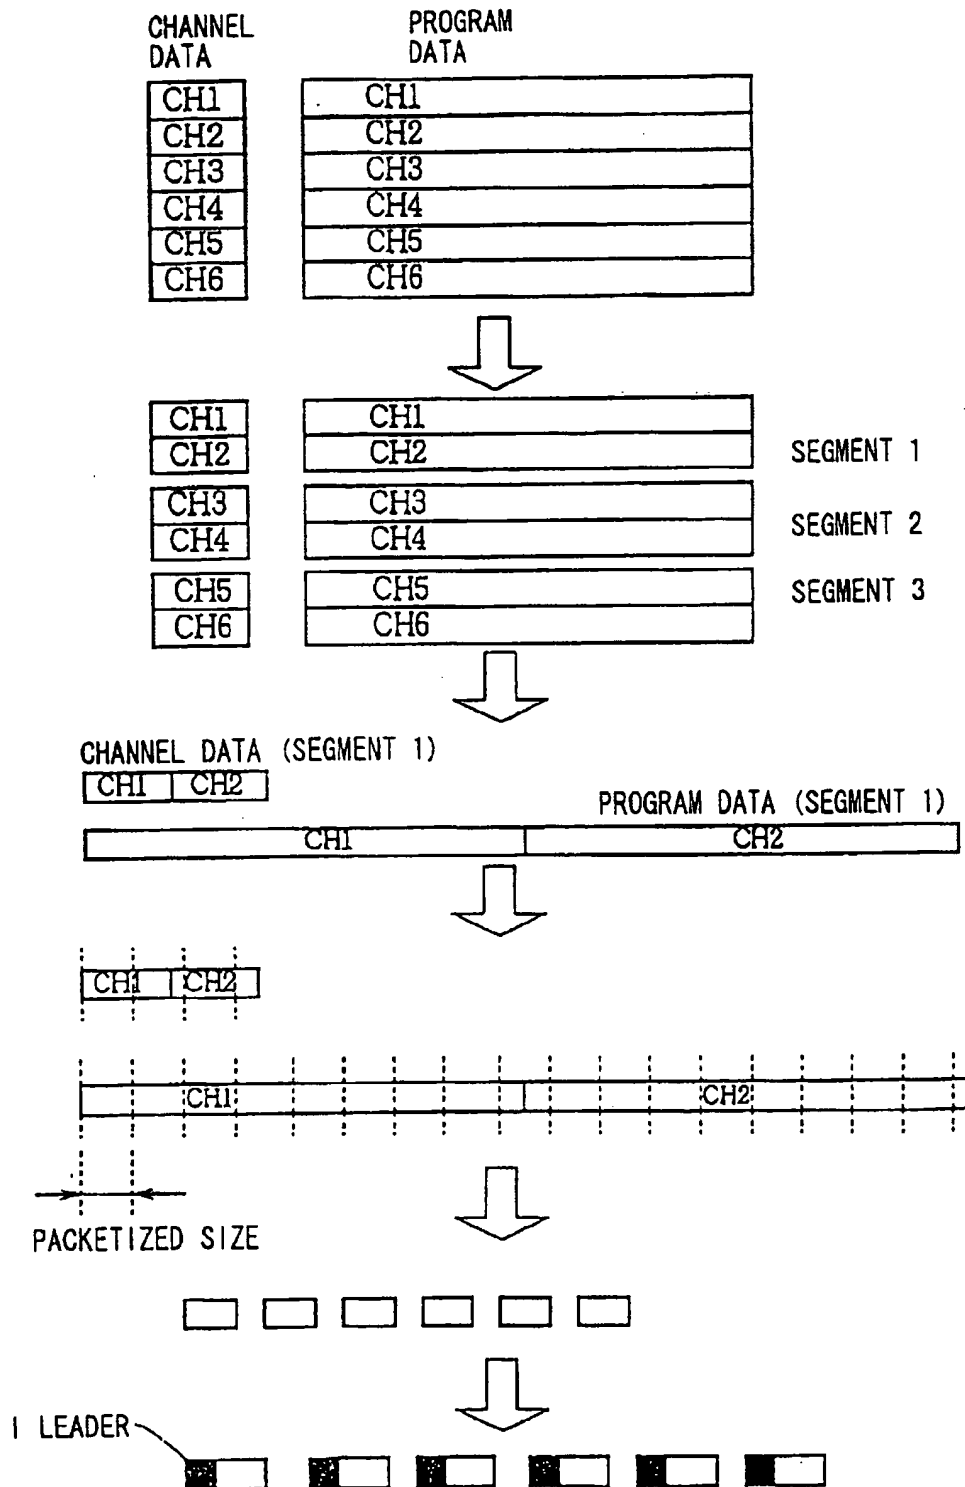 CHANNEL DATA
PROGRAM DATA
CH1 CH1
CH2 CH2
CH3 CH3
CH4 CH4
CH5 CH5
CH6 CH6
CH1 CH1
CH2 CH2 SEGMENT 1
CH3 CH3
CH4 CH4 SEGMENT 2
CH5 CH5 SEGMENT 3
CH6 CH6
CHANNEL DATA (SEGMENT 1)
CH1 CH2
PROGRAM DATA (SEGMENT 1)
CH1 CH2
CH1 CH2
CH1 CH2
PACKETIZED SIZE
I LEADER